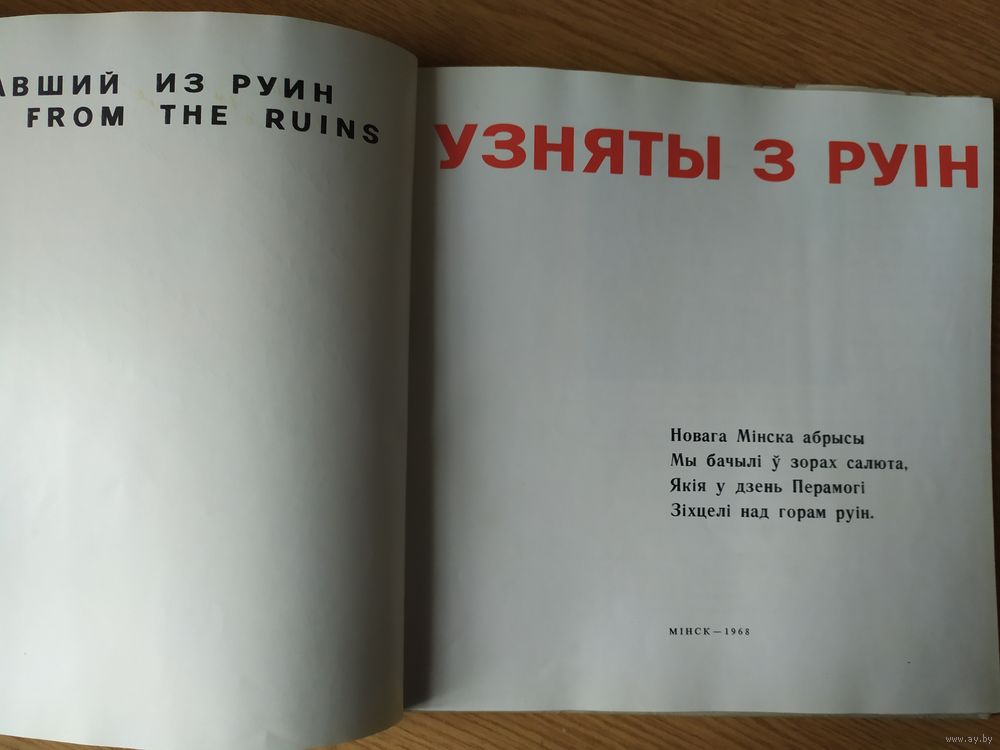 АВШИЙ ИЗ РУИН
FROM THE RUINS
УЗНЯТЫ З РУІН
Новага Мінска абрысы
Мы бачылі ў зорах салюта,
Якія у дзень Перамогі
Зіхцелі над горам руін.
МІНСК — 1968
www.ay.by